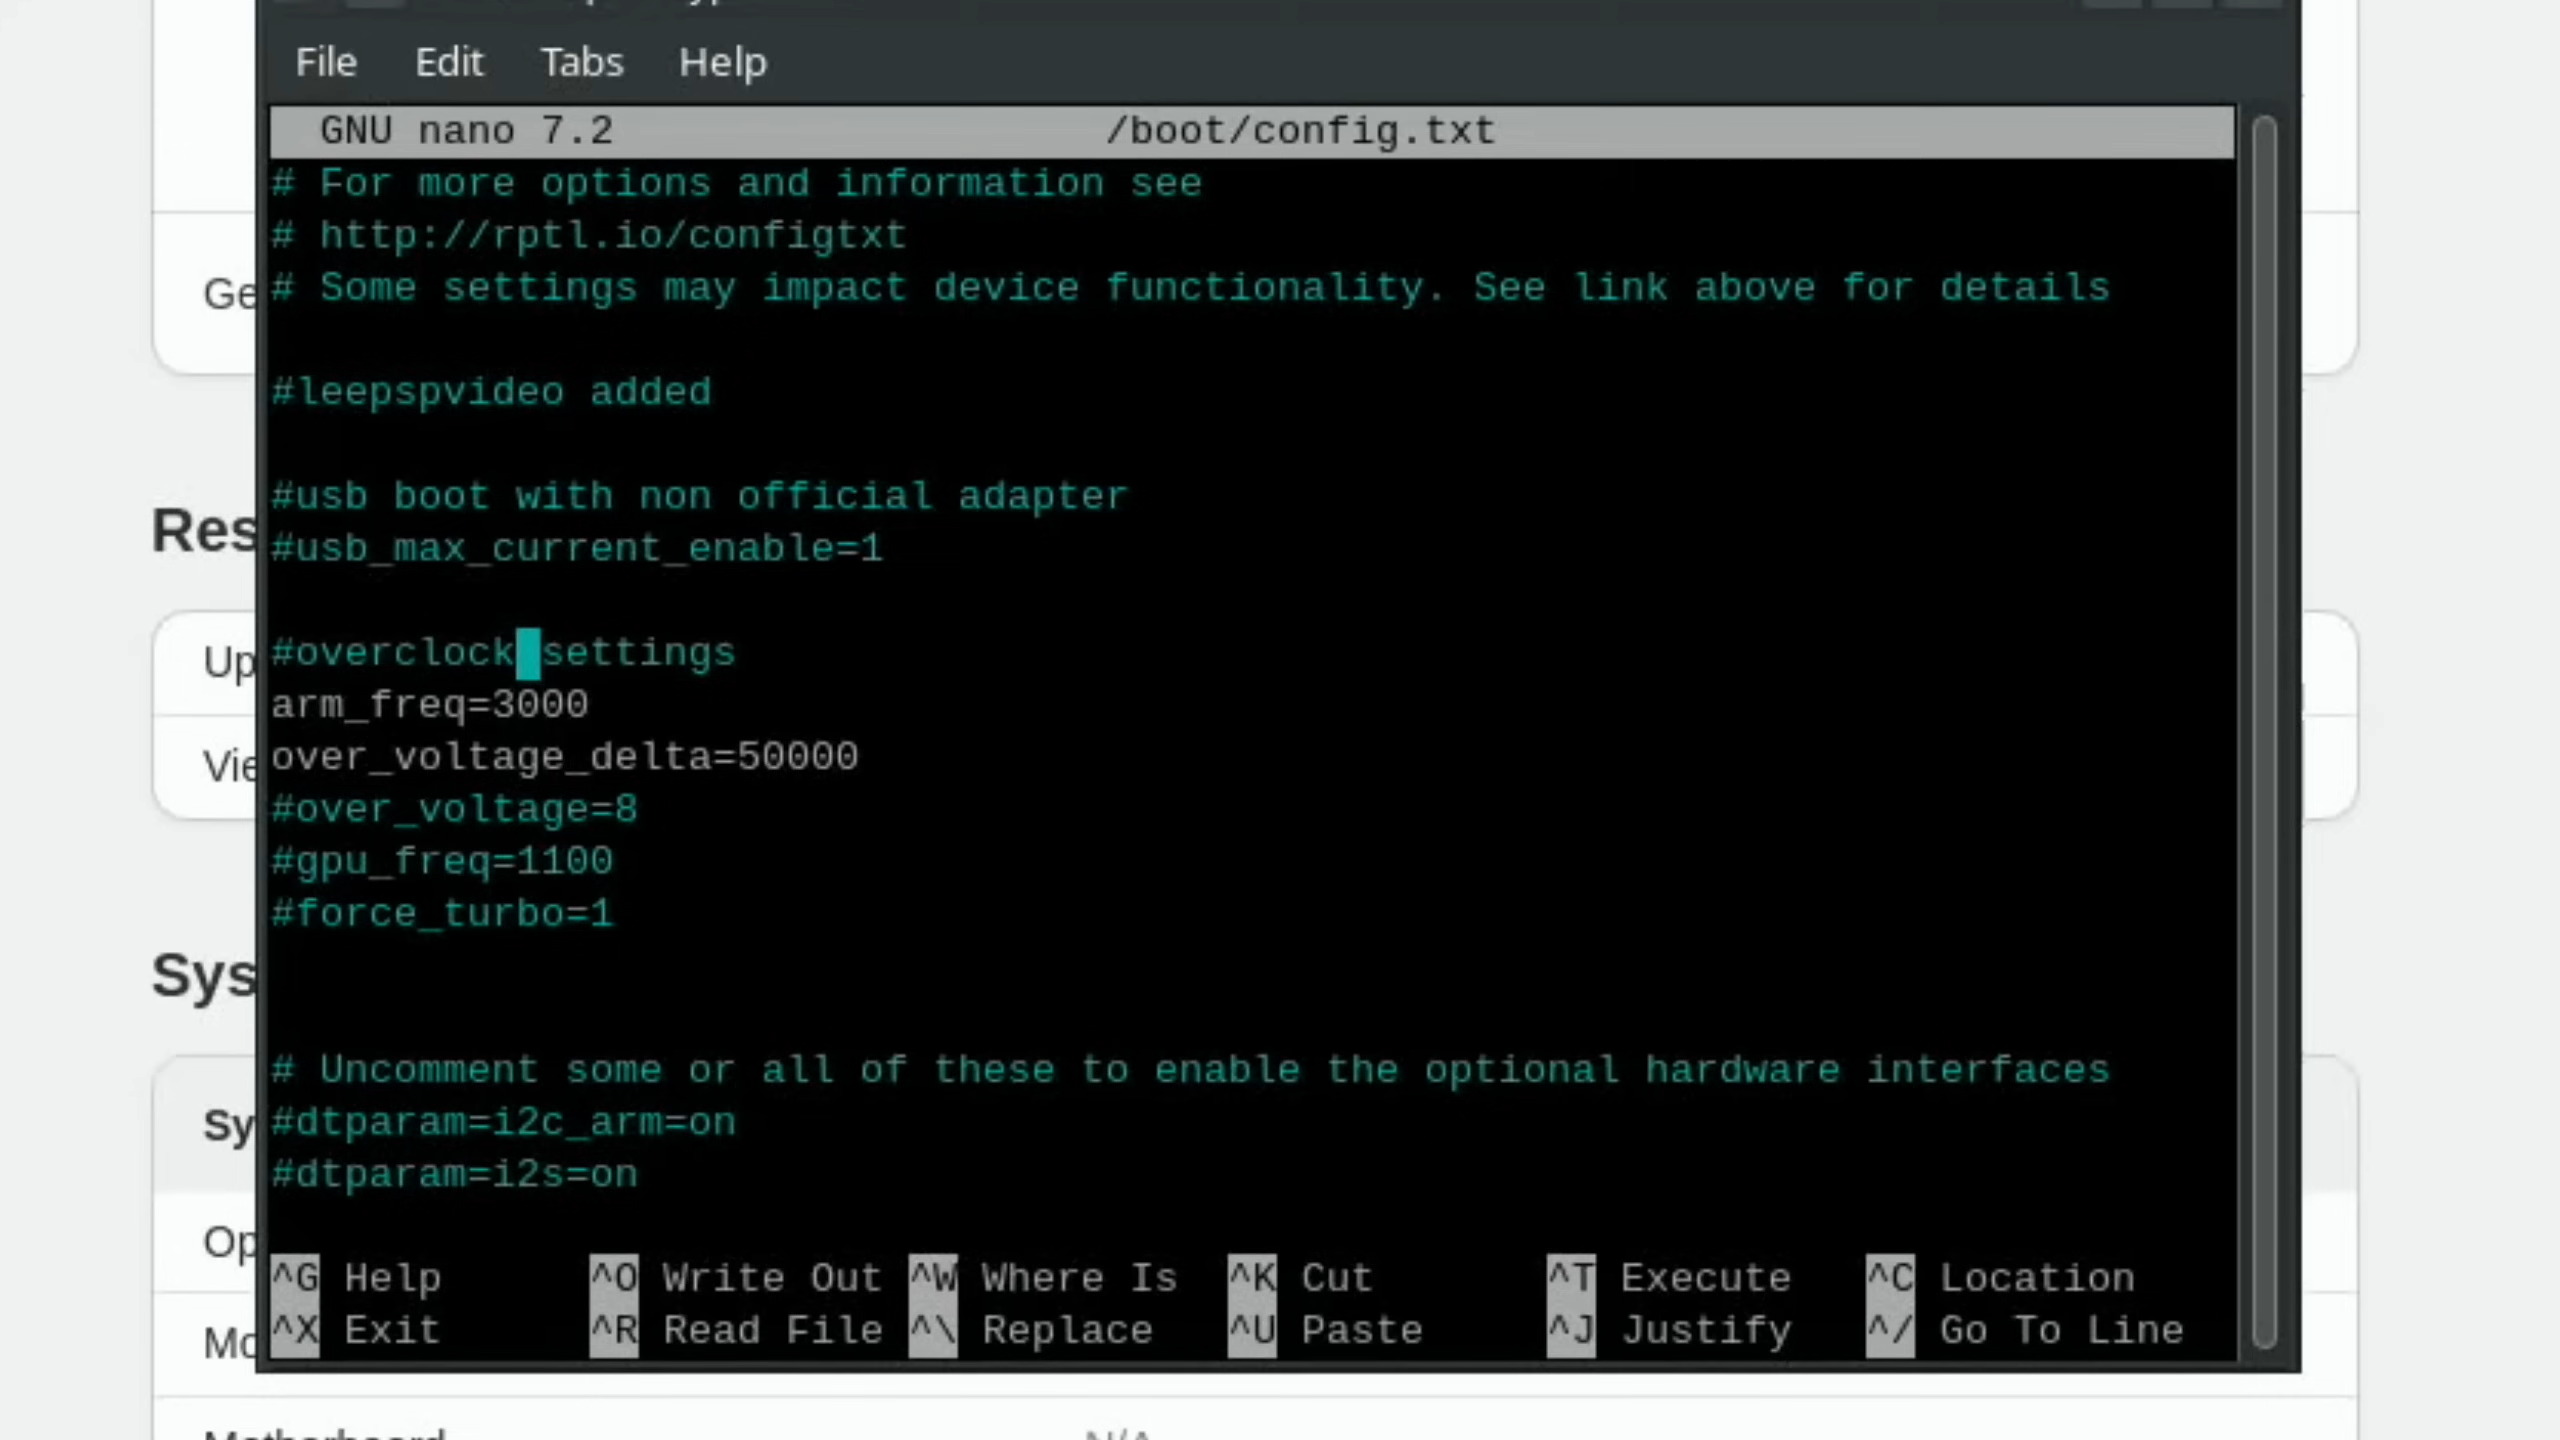 File Edit Tabs Help
GNU nano 7.2 /boot/config.txt
# For more options and information see
# http://rptl.io/configtxt
# Some settings may impact device functionality. See link above for details
Ge
#leepspvideo added
#usb boot with non official adapter
Res
#usb_max_current_enable=1
#overclock settings
Up
arm_freq=3000
over_voltage_delta=50000
Vie
#over_voltage=8
#gpu_freq=1100
#force_turbo=1
Sys
# Uncomment some or all of these to enable the optional hardware interfaces
#dtparam=i2c_arm=on
Sy
#dtparam=i2s=on
Op
^G Help ^O Write Out ^W Where Is ^K Cut ^T Execute ^C Location
^X Exit ^R Read File ^\ Replace ^U Paste ^J Justify ^/ Go To Line
Mo
Motherboard N/A